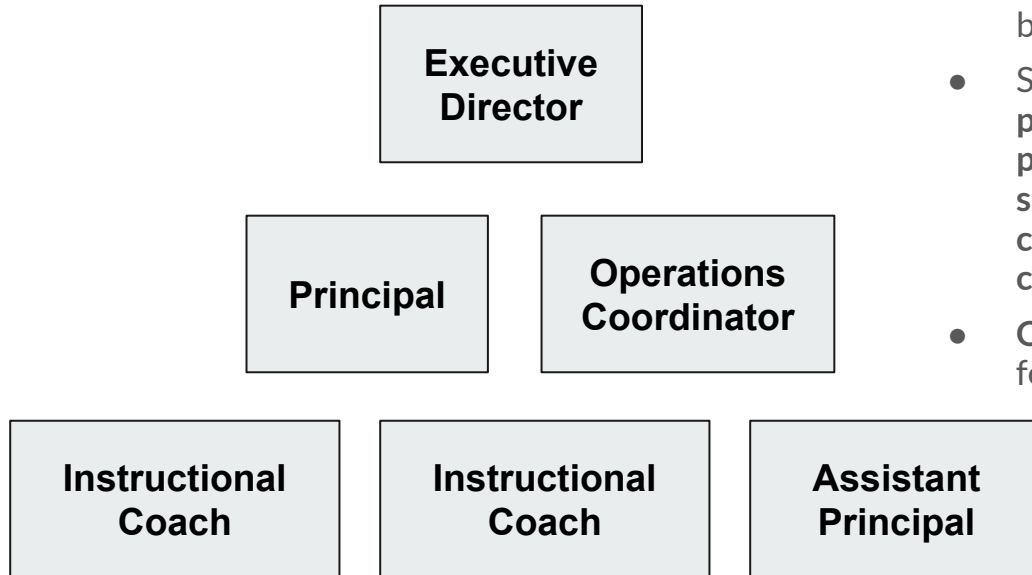 Executive
Director
Principal
Operations
Coordinator
Instructional
Coach
Instructional
Coach
Assistant
Principal